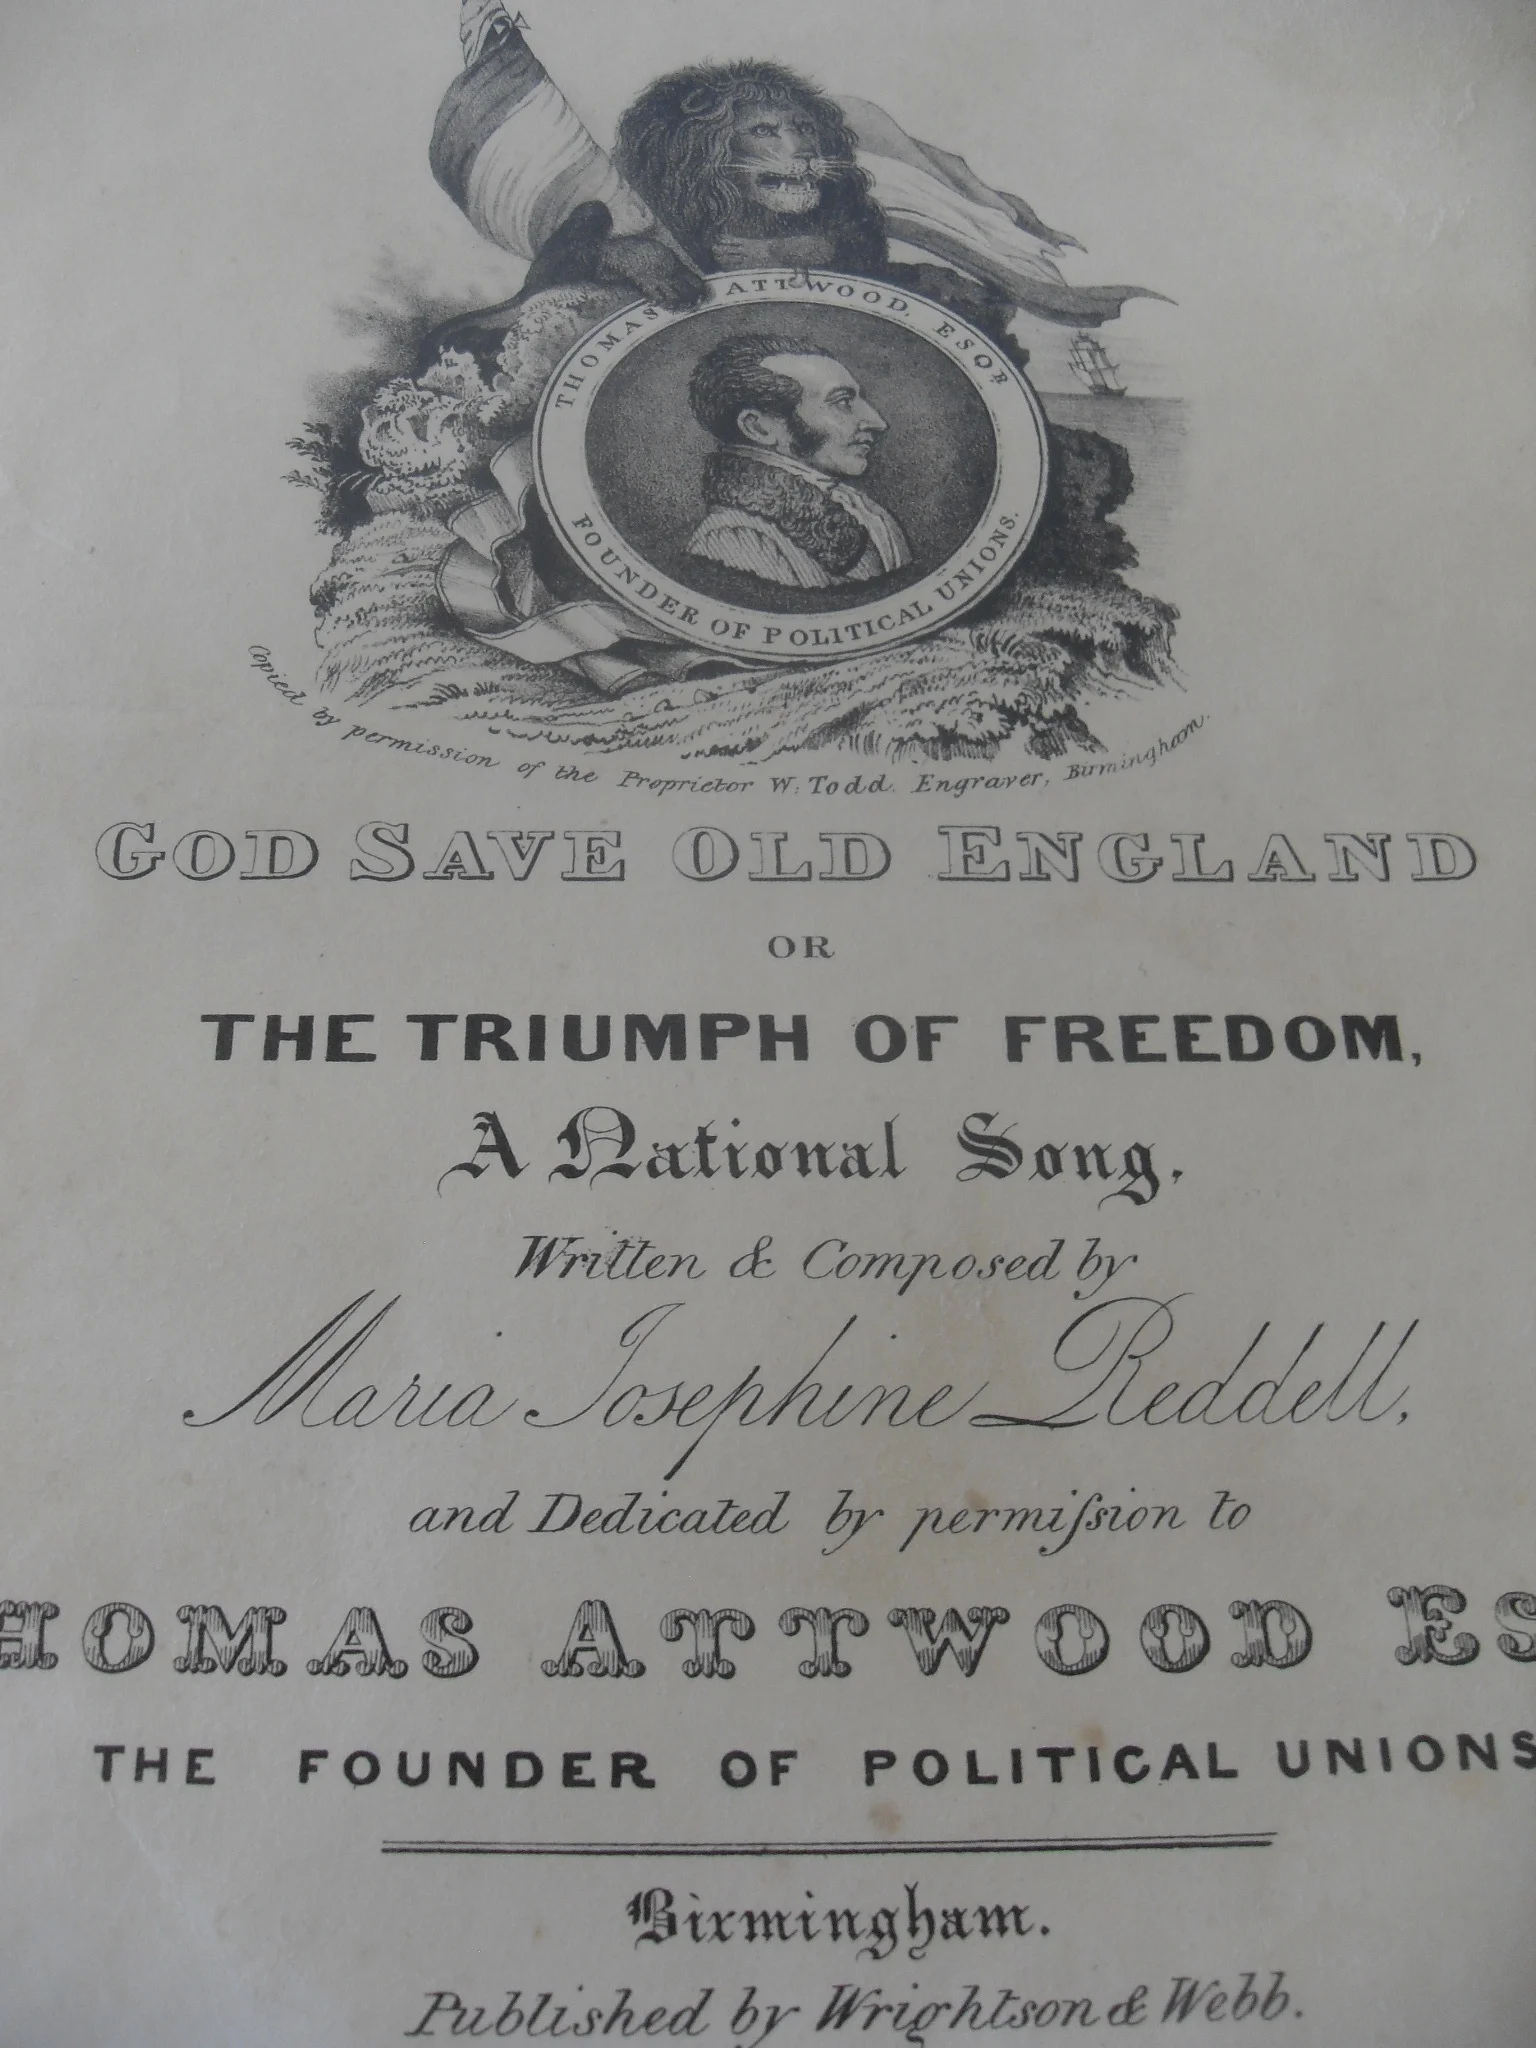 THOMAS ATTWOOD, ESQR
FOUNDER OF POLITICAL UNIONS.
Copied by permission of the Proprietor W. Todd. Engraver, Birmingham.
GOD SAVE OLD ENGLAND
OR
THE TRIUMPH OF FREEDOM,
A National Song.
Written & Composed by
Maria Josephine Reddell,
and Dedicated by permiſsion to
HOMAS ATTWOOD ES
THE FOUNDER OF POLITICAL UNIONS
Birmingham.
Published by Wrightson & Webb.